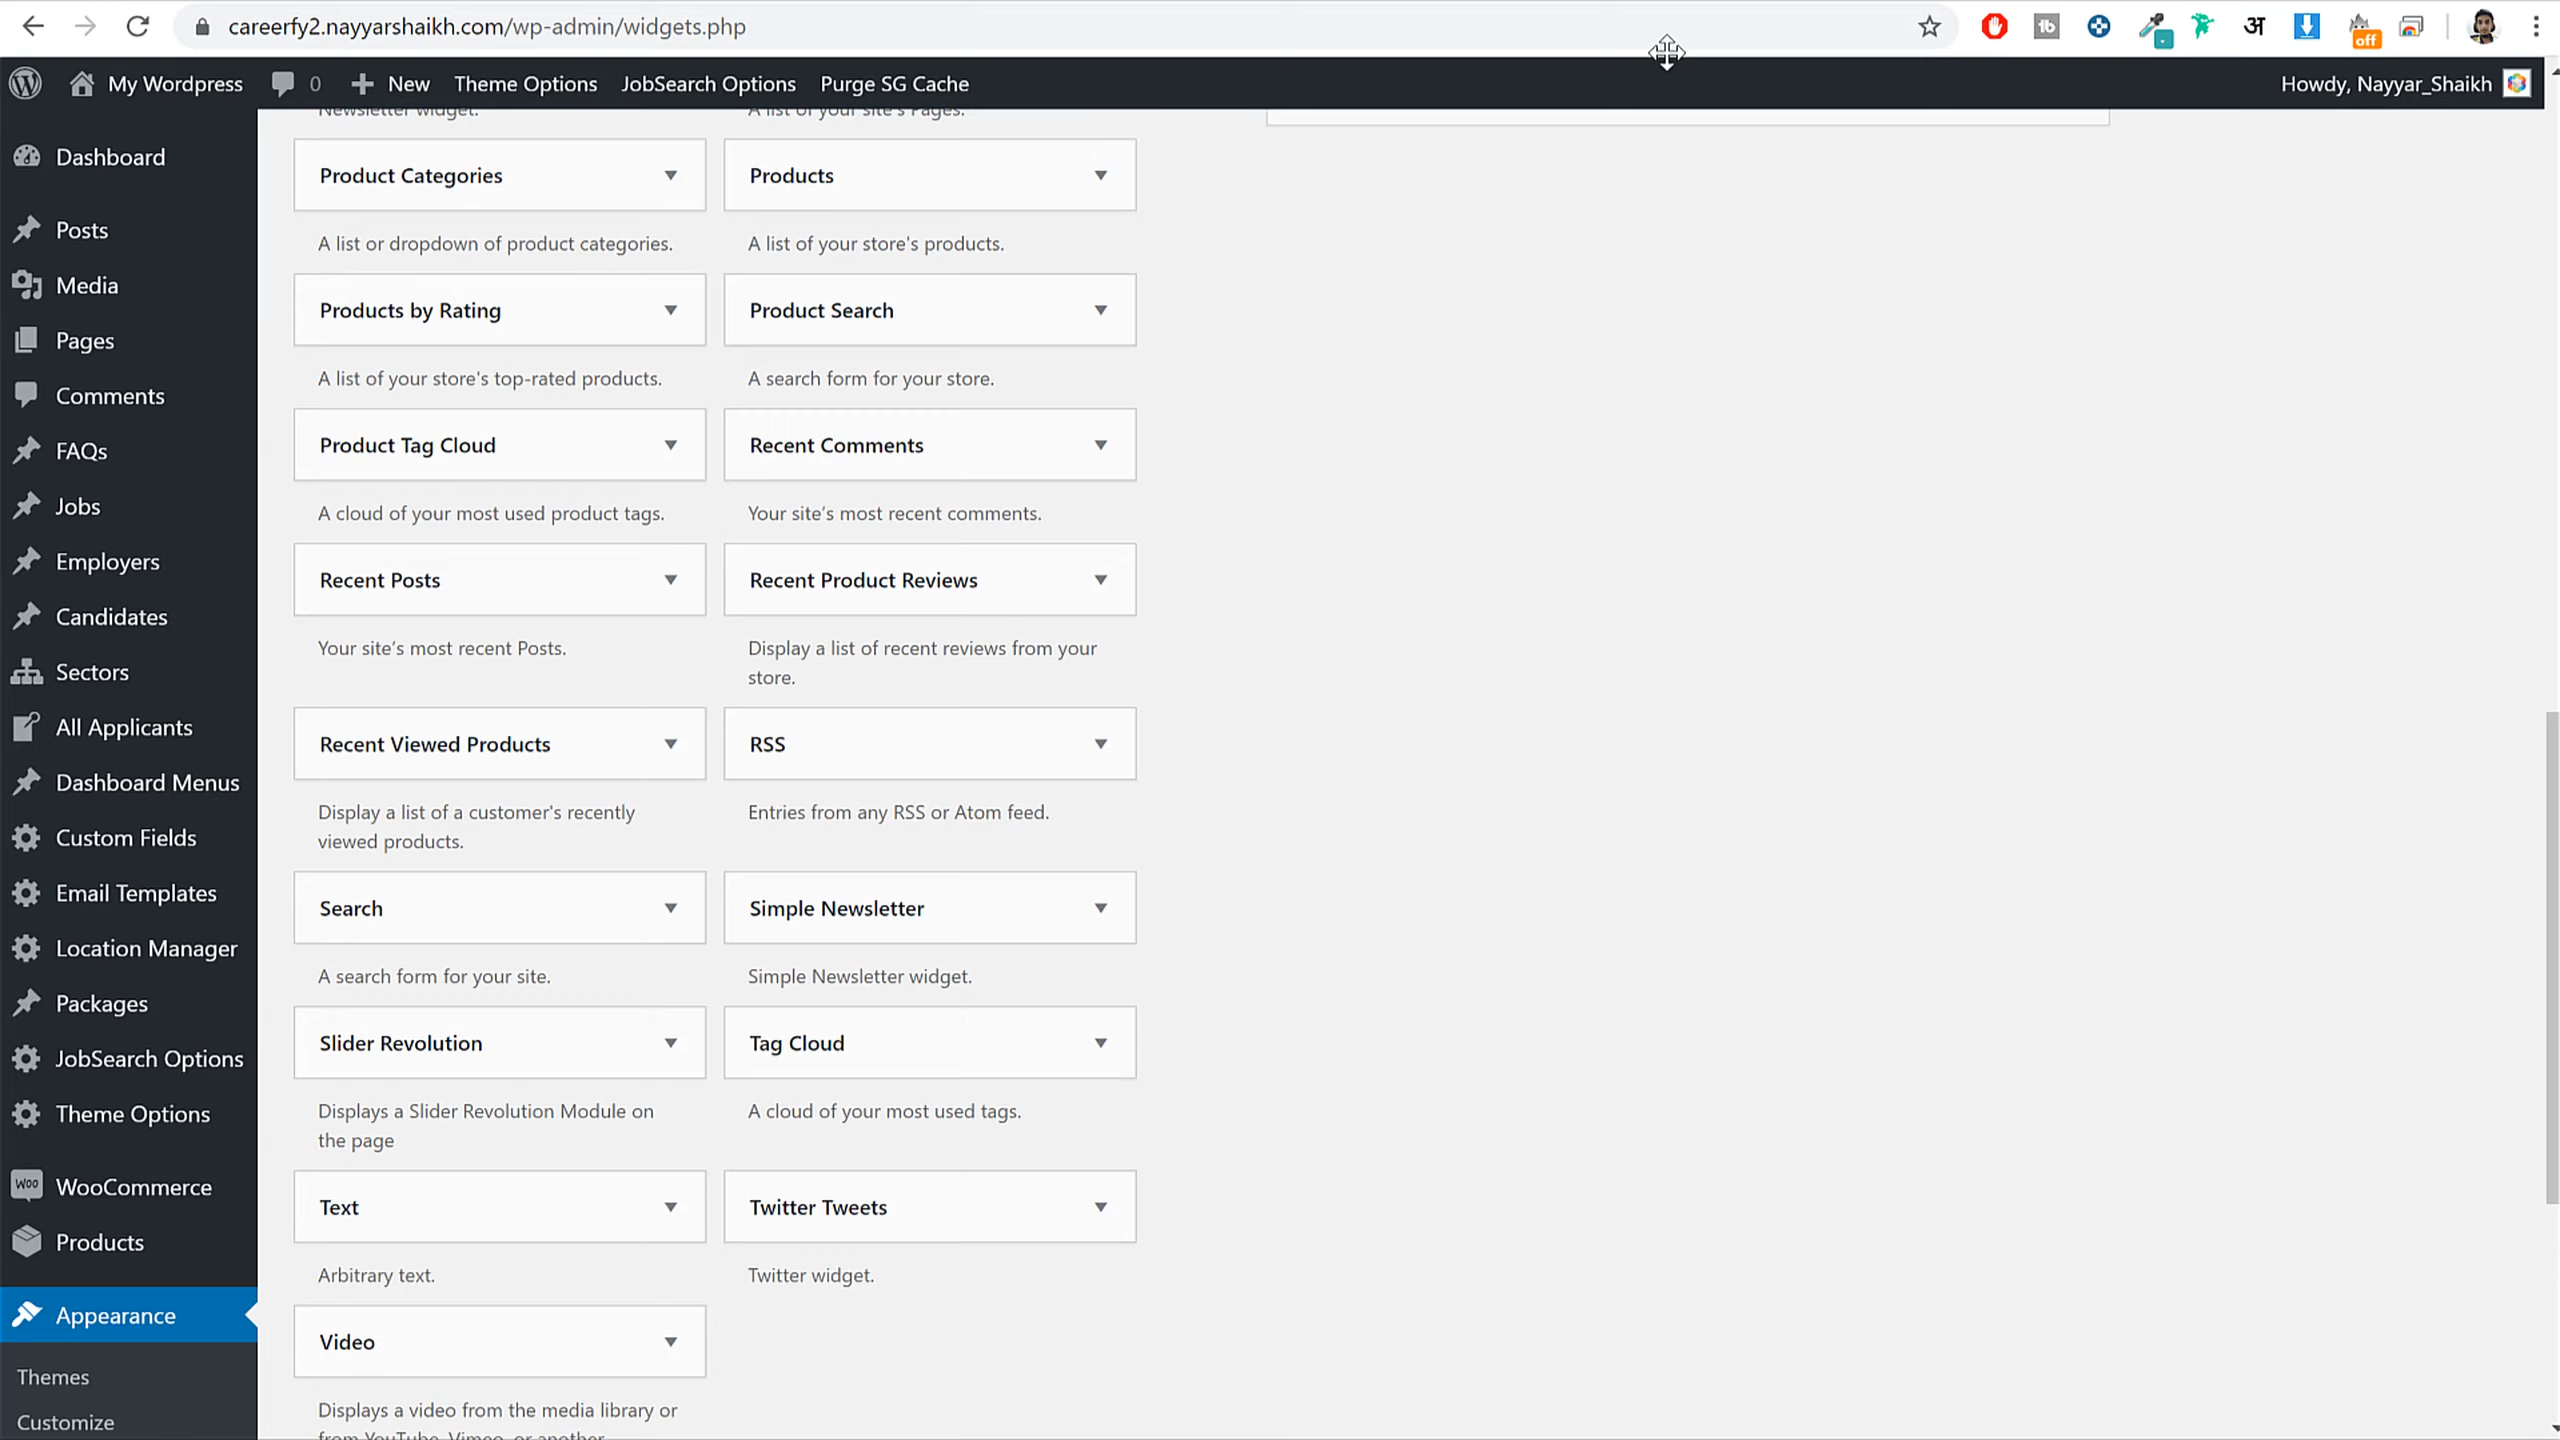 careerfy2.nayyarshaikh.com/wp-admin/widgets.php
अ
off
My Wordpress
0
New
Theme Options
JobSearch Options
Purge SG Cache
Howdy, Nayyar_Shaikh
Dashboard
Posts
Media
Pages
Comments
FAQs
Jobs
Employers
Candidates
Sectors
All Applicants
Dashboard Menus
Custom Fields
Email Templates
Location Manager
Packages
JobSearch Options
Theme Options
WooCommerce
Products
Appearance
Themes
Customize
Newsletter widget.
A list of your site's Pages.
Product Categories
Products
A list or dropdown of product categories.
A list of your store's products.
Products by Rating
Product Search
A list of your store's top-rated products.
A search form for your store.
Product Tag Cloud
Recent Comments
A cloud of your most used product tags.
Your site's most recent comments.
Recent Posts
Recent Product Reviews
Your site's most recent Posts.
Display a list of recent reviews from your
store.
Recent Viewed Products
RSS
Display a list of a customer's recently
viewed products.
Entries from any RSS or Atom feed.
Search
Simple Newsletter
A search form for your site.
Simple Newsletter widget.
Slider Revolution
Tag Cloud
Displays a Slider Revolution Module on
the page
A cloud of your most used tags.
Text
Twitter Tweets
Arbitrary text.
Twitter widget.
Video
Displays a video from the media library or
from YouTube, Vimeo, or another